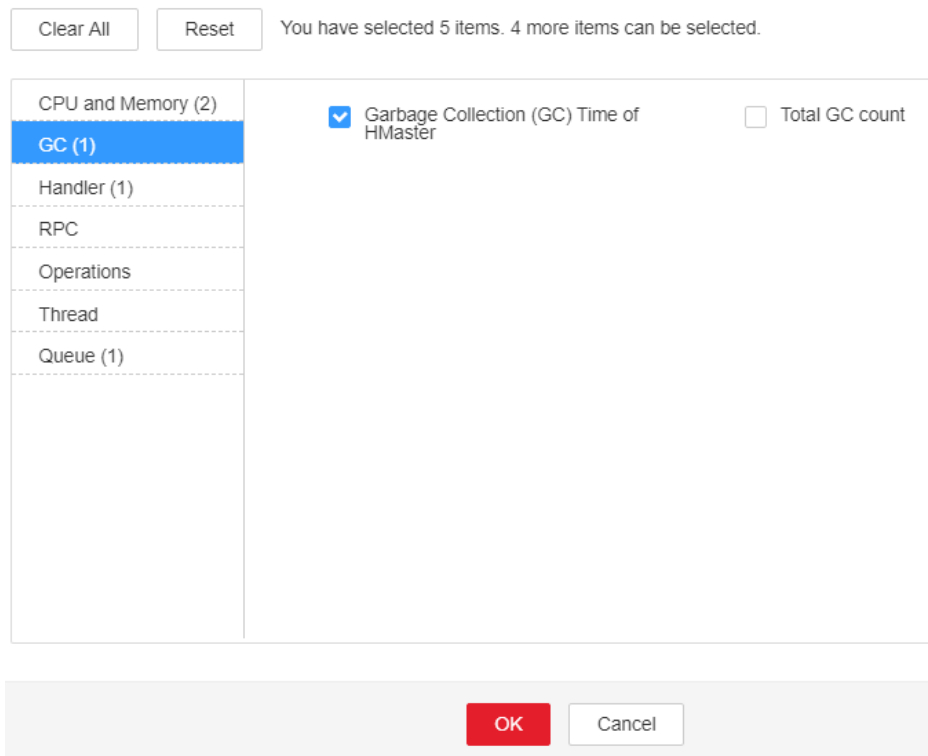 Clear All
Reset
You have selected 5 items. 4 more items can be selected.
CPU and Memory (2)
GC (1)
Handler (1)
RPC
Operations
Thread
Queue (1)
Garbage Collection (GC) Time of
HMaster
Total GC count
OK
Cancel